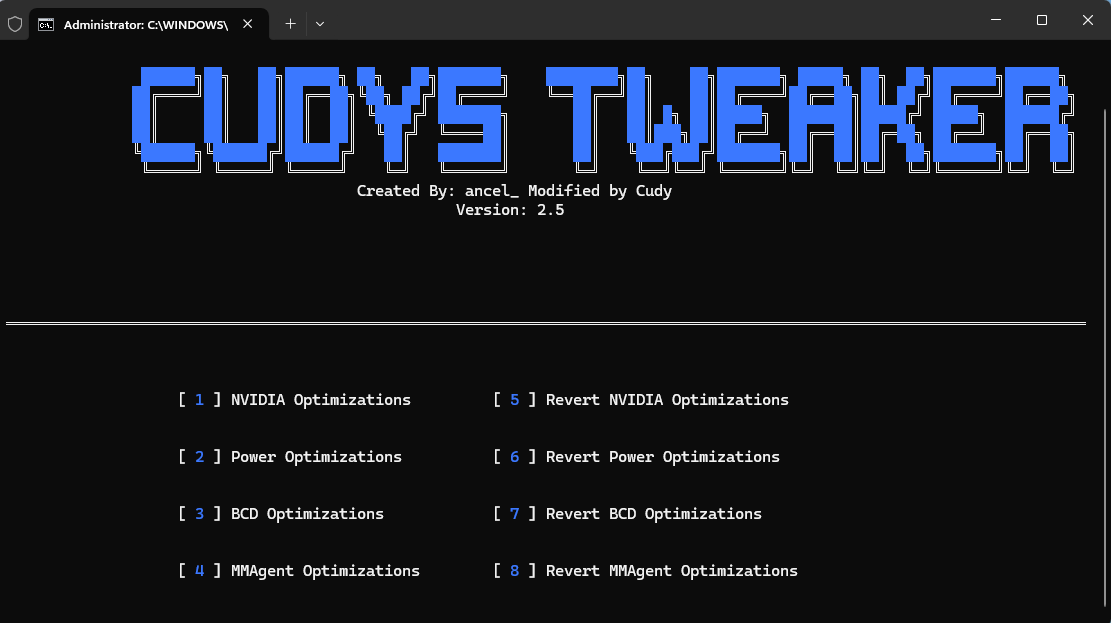 Administrator: C:\WINDOWS\
CUDYS TWEAKER
Created By: ancel_ Modified by Cudy
Version: 2.5
[ 1 ] NVIDIA Optimizations [ 5 ] Revert NVIDIA Optimizations
[ 2 ] Power Optimizations [ 6 ] Revert Power Optimizations
[ 3 ] BCD Optimizations [ 7 ] Revert BCD Optimizations
[ 4 ] MMAgent Optimizations [ 8 ] Revert MMAgent Optimizations